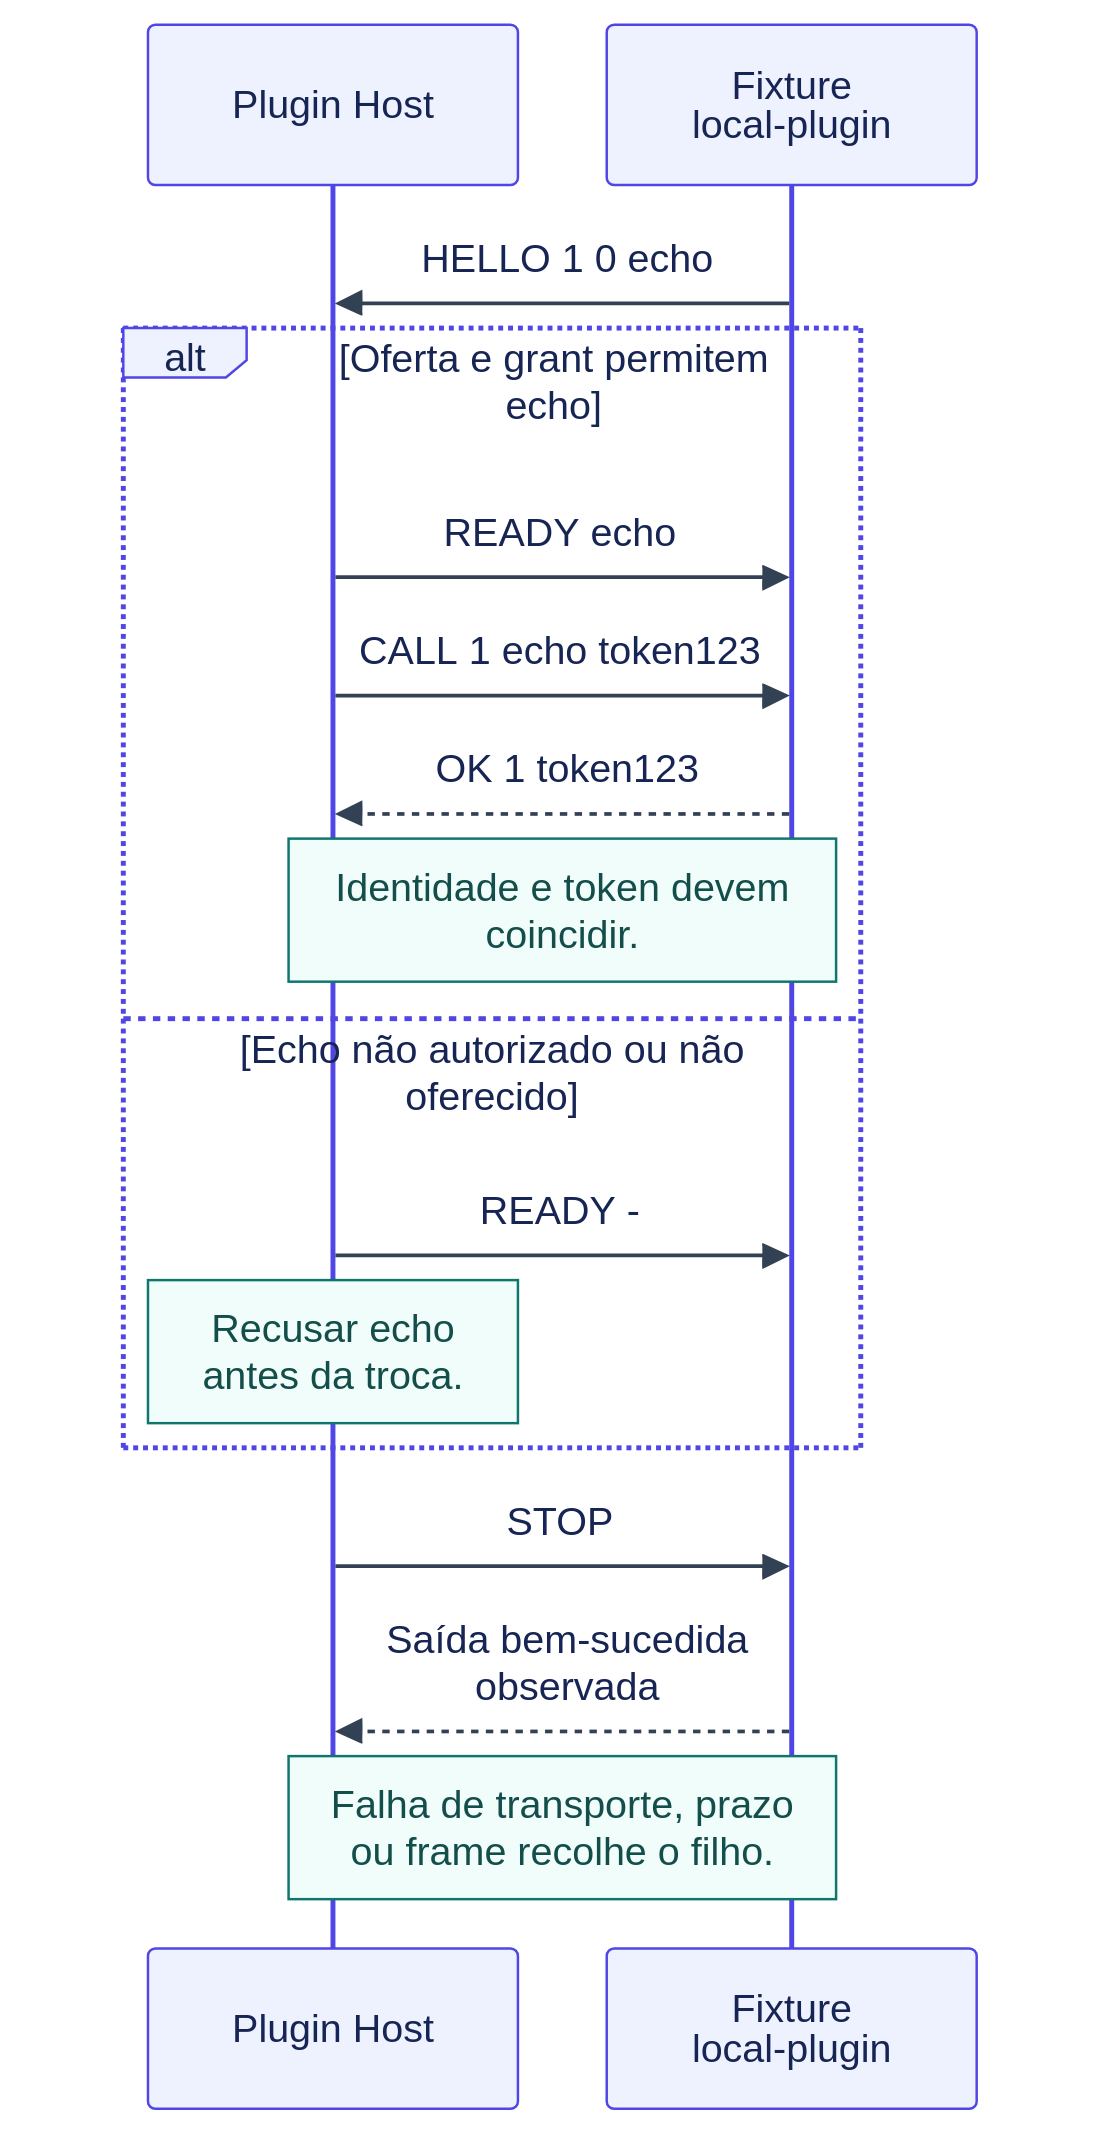 Plugin Host
Fixture
local-plugin
HELLO 1 0 echo
alt
[Oferta e grant permitem
echo]
READY echo
CALL 1 echo token123
OK 1 token123
Identidade e token devem
coincidir.
[Echo não autorizado ou não
oferecido]
READY -
Recusar echo
antes da troca.
STOP
Saída bem-sucedida
observada
Falha de transporte, prazo
ou frame recolhe o filho.
Plugin Host
Fixture
local-plugin